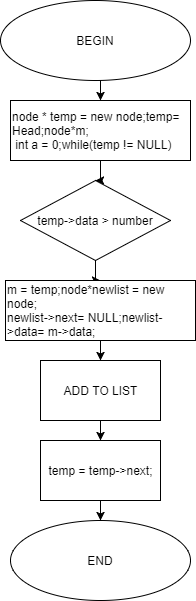 BEGIN
node * temp = new node;temp=
Head;node*m;
int a = 0;while(temp != NULL)
temp->data > number
m = temp;node*newlist = new
node;
newlist->next= NULL;newlist-
>data= m->data;
ADD TO LIST
temp = temp->next;
END